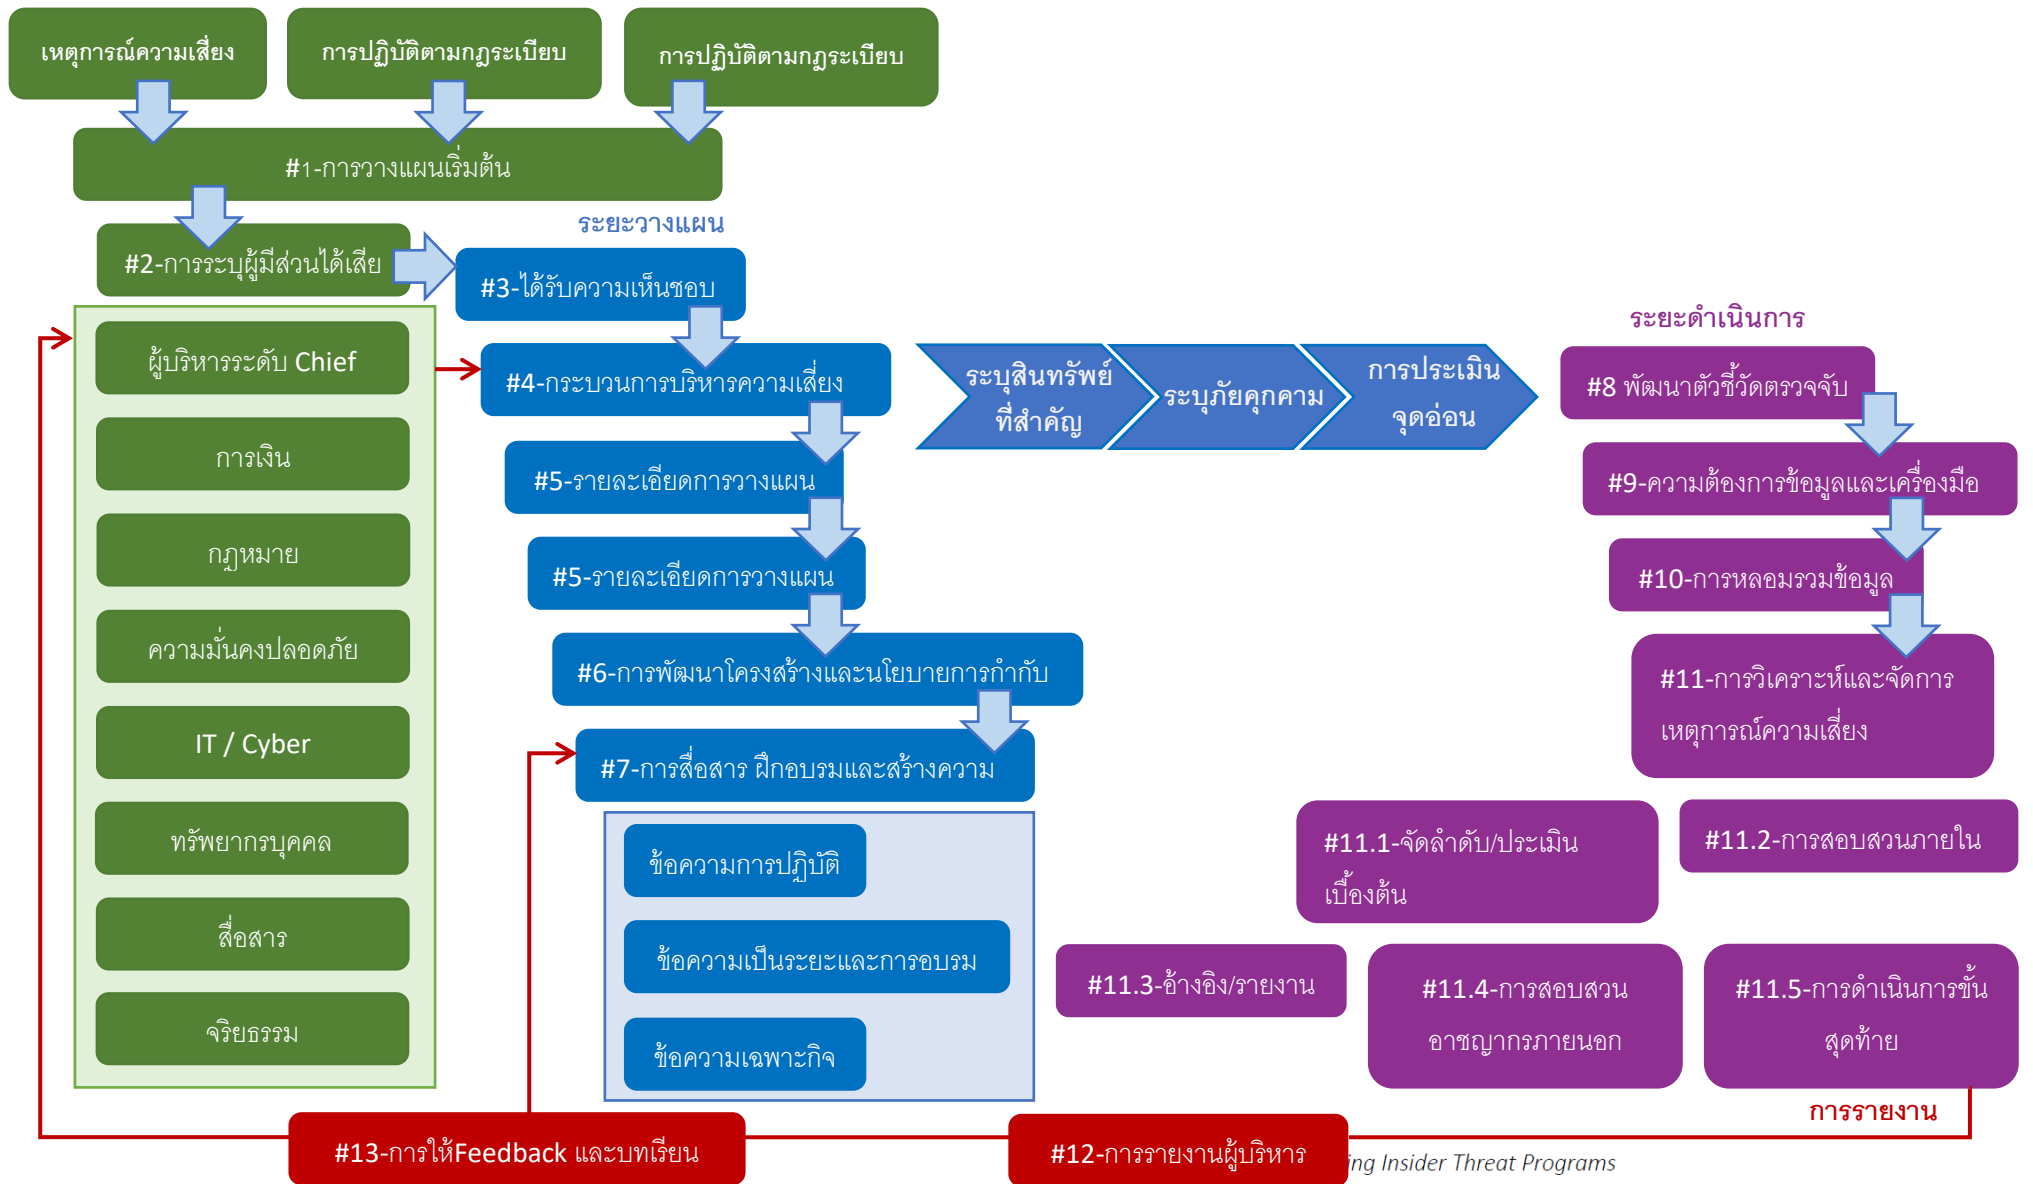 เหตุการณ์ความเสี่ยง
การปฏิบัติตามกฎระเบียบ
การปฏิบัติตามกฎระเบียบ
#1-การวางแผนเริ่มต้น
#2-การระบุผู้มีส่วนได้เสีย
ผู้บริหารระดับ Chief
การเงิน
กฎหมาย
ความมั่นคงปลอดภัย
IT / Cyber
ทรัพยากรบุคคล
สื่อสาร
จริยธรรม
ระยะวางแผน
#3-ได้รับความเห็นชอบ
#4-กระบวนการบริหารความเสี่ยง
#5-รายละเอียดการวางแผน
#5-รายละเอียดการวางแผน
#6-การพัฒนาโครงสร้างและนโยบายการกำกับ
#7-การสื่อสาร ฝึกอบรมและสร้างความ
ข้อความการปฏิบัติ
ข้อความเป็นระยะและการอบรม
ข้อความเฉพาะกิจ
ระบุสินทรัพย์
ที่สำคัญ
ระบุภัยคุกคาม
การประเมิน
จุดอ่อน
ระยะดำเนินการ
#8 พัฒนาตัวชี้วัดตรวจจับ
#9-ความต้องการข้อมูลและเครื่องมือ
#10-การหลอมรวมข้อมูล
#11-การวิเคราะห์และจัดการ
เหตุการณ์ความเสี่ยง
#11.1-จัดลำดับ/ประเมิน
เบื้องต้น
#11.2-การสอบสวนภายใน
#11.3-อ้างอิง/รายงาน
#11.4-การสอบสวน
อาชญากรภายนอก
#11.5-การดำเนินการขั้น
สุดท้าย
การรายงาน
#12-การรายงานผู้บริหาร
#13-การให้Feedback และบทเรียน
ing Insider Threat Programs